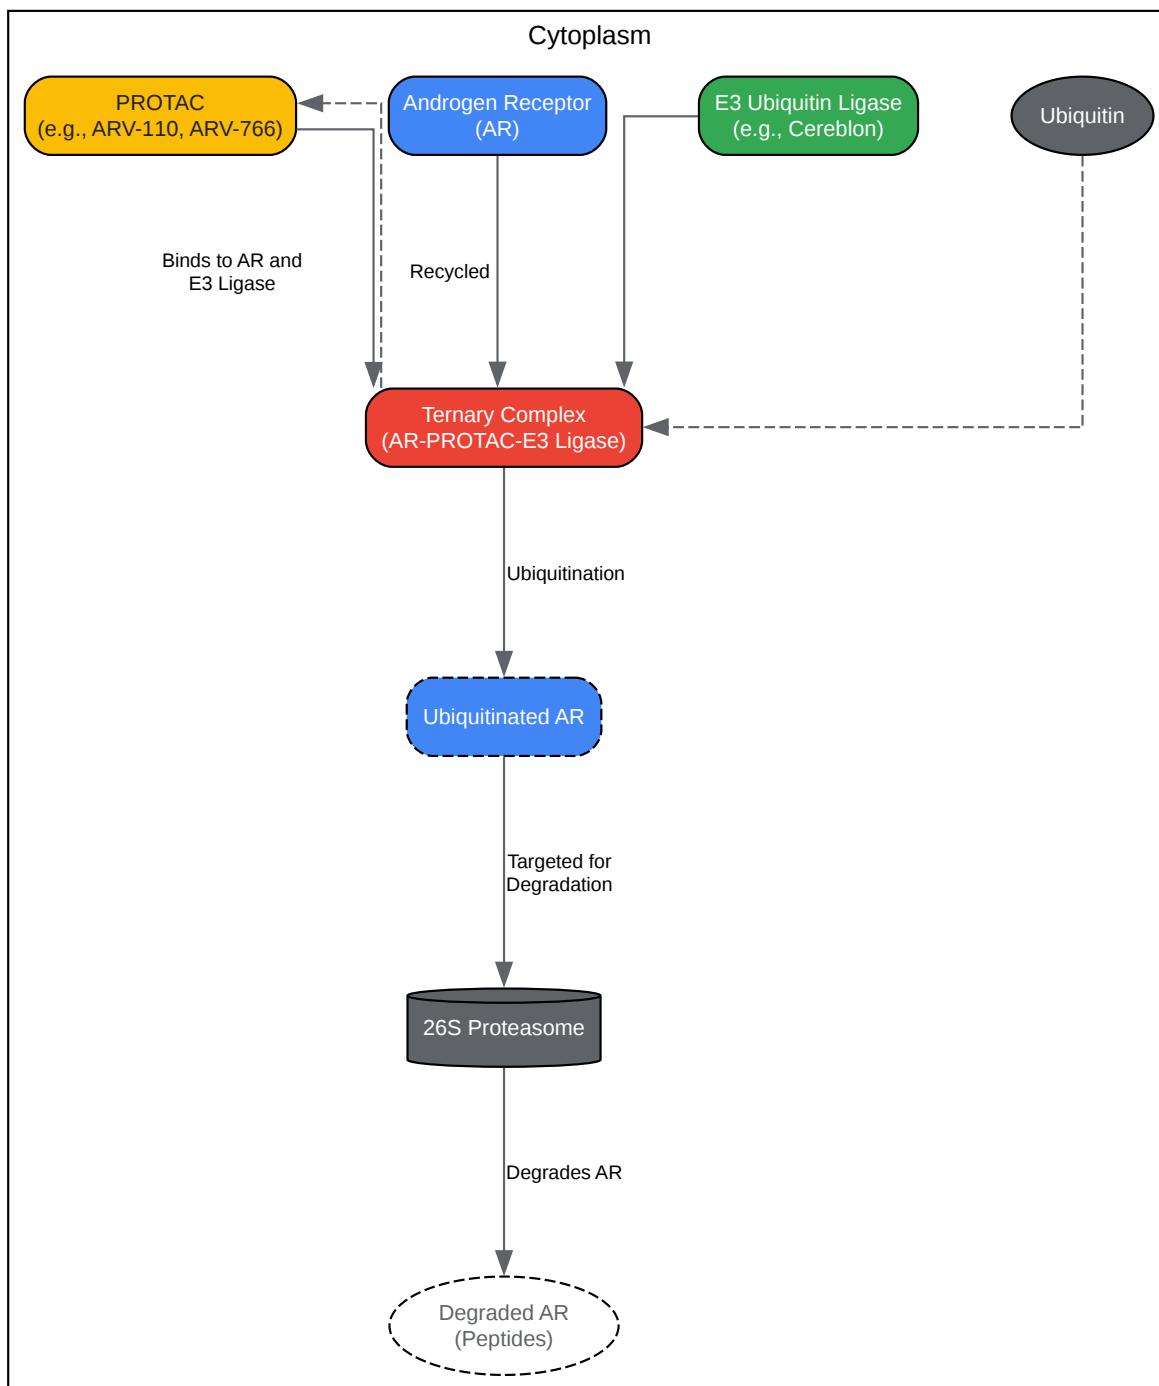 Cytoplasm
PROTAC
(e.g., ARV-110, ARV-766)
Androgen Receptor
(AR)
E3 Ubiquitin Ligase
(e.g., Cereblon)
Ubiquitin
Binds to AR and
E3 Ligase
Recycled
Ternary Complex
(AR-PROTAC-E3 Ligase)
Ubiquitination
Ubiquitinated AR
Targeted for
Degradation
26S Proteasome
Degrades AR
Degraded AR
(Peptides)